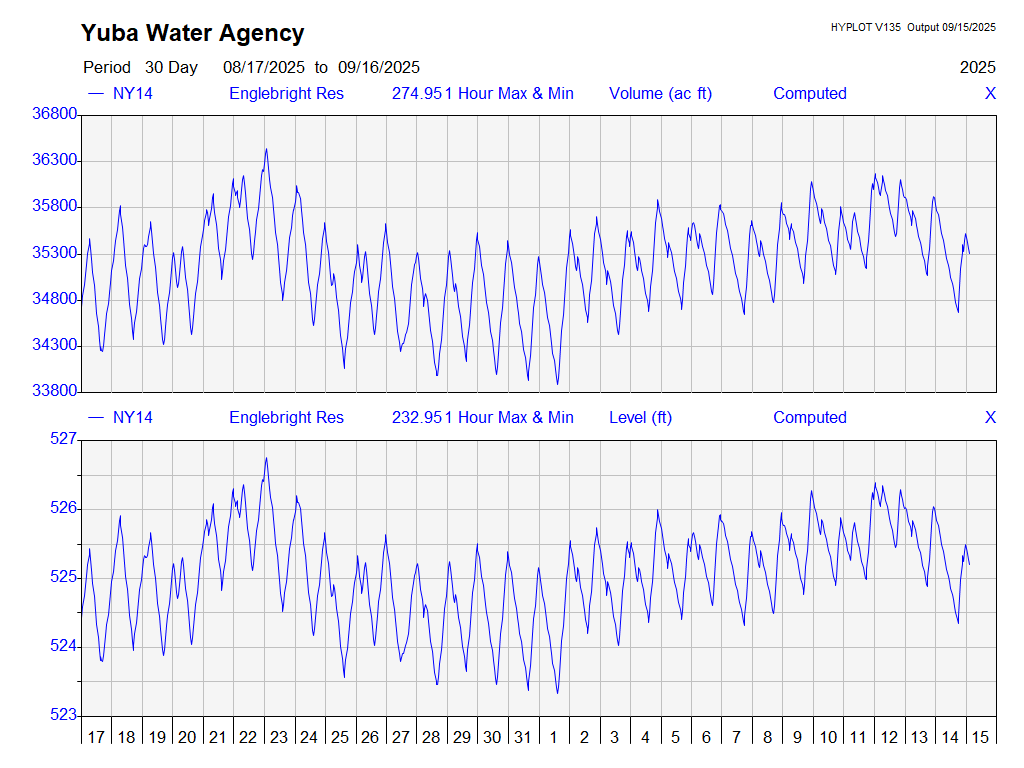 Yuba Water Agency
HYPLOT V135 Output 09/15/2025
Period 30 Day 08/17/2025 to 09/16/2025
2025
NY14 Englebright Res 274.951 Hour Max & Min Volume (ac ft) Computed X
36800
36300
35800
35300
34800
34300
33800
NY14 Englebright Res 232.951 Hour Max & Min Level (ft) Computed X
527
526
525
524
523
17 18 19 20 21 22 23 24 25 26 27 28 29 30 31 1 2 3 4 5 6 7 8 9 10 11 12 13 14 15